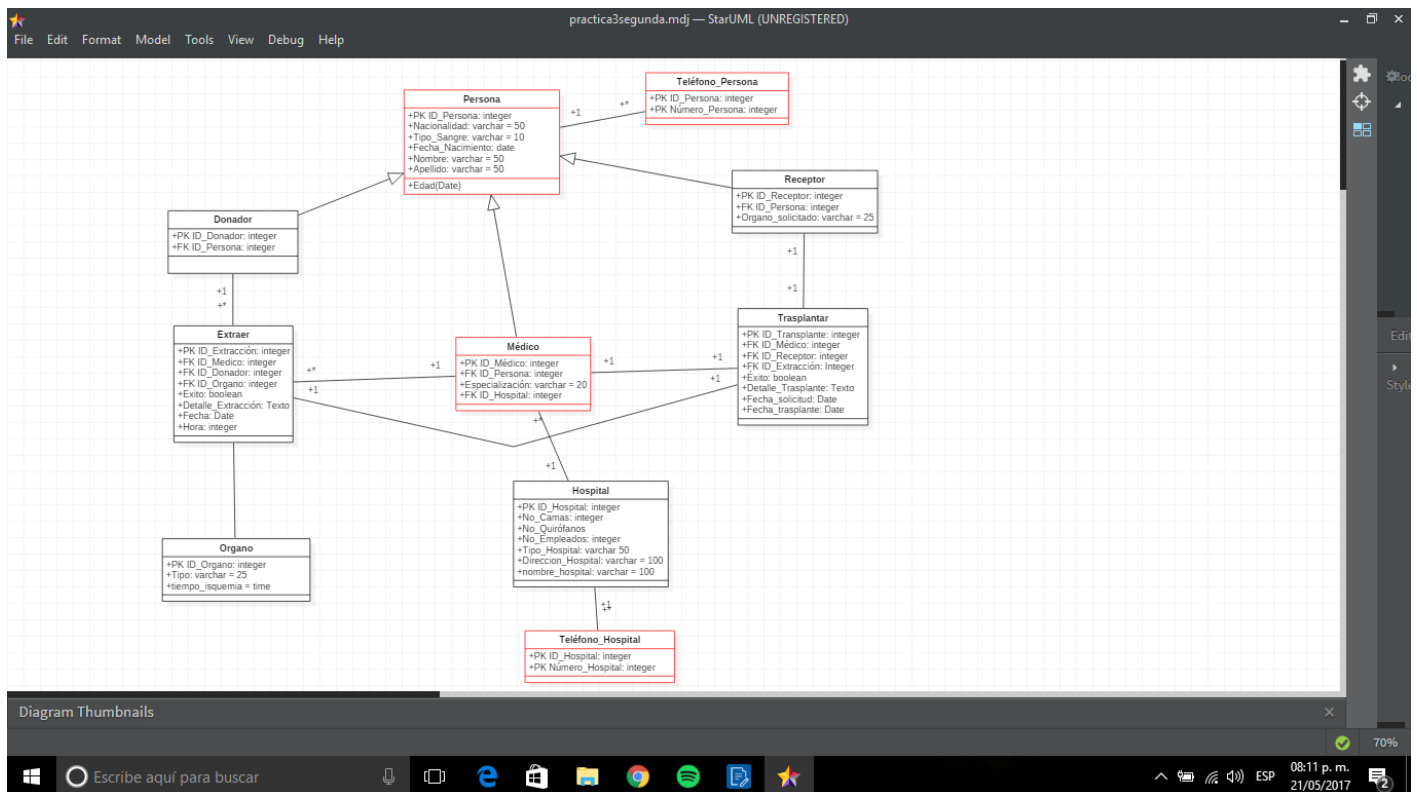 practica3segunda.mdj — StarUML (UNREGISTERED)
File Edit Format Model Tools View Debug Help
Teléfono_Persona
+PK ID_Persona: integer
+PK Número_Persona: integer
Persona
+PK ID_Persona: integer
+Nacionalidad: varchar = 50
+Tipo_Sangre: varchar = 10
+Fecha_Nacimiento: date
+Nombre: varchar = 50
+Apellido: varchar = 50
+Edad(Date)
+1
+*
Receptor
+PK ID_Receptor: integer
+FK ID_Persona: integer
+Organo_solicitado: varchar = 25
Donador
+PK ID_Donador: integer
+FK ID_Persona: integer
+1
+*
+1
+1
Extraer
+PK ID_Extracción: integer
+FK ID_Medico: integer
+FK ID_Donador: integer
+FK ID_Organo: integer
+Exito: boolean
+Detalle_Extracción: Texto
+Fecha: Date
+Hora: integer
+*
+1
+1
Médico
+PK ID_Médico: integer
+FK ID_Persona: integer
+Especialización: varchar = 20
+FK ID_Hospital: integer
+1
+1
+1
Trasplantar
+PK ID_Transplante: integer
+FK ID_Médico: integer
+FK ID_Receptor: integer
+FK ID_Extracción: Integer
+Exito: boolean
+Detalle_Trasplante: Texto
+Fecha_solicitud: Date
+Fecha_trasplante: Date
+*
+1
Hospital
+PK ID_Hospital: integer
+No_Camas: integer
+No_Quirófanos
+No_Empleados: integer
+Tipo_Hospital: varchar 50
+Direccion_Hospital: varchar = 100
+nombre_hospital: varchar = 100
Organo
+PK ID_Organo: integer
+Tipo: varchar = 25
+tiempo_isquemia = time
+1
Teléfono_Hospital
+PK ID_Hospital: integer
+PK Número_Hospital: integer
Edit
Style
Diagram Thumbnails
70%
Escribe aquí para buscar
ESP
08:11 p. m.
21/05/2017
2